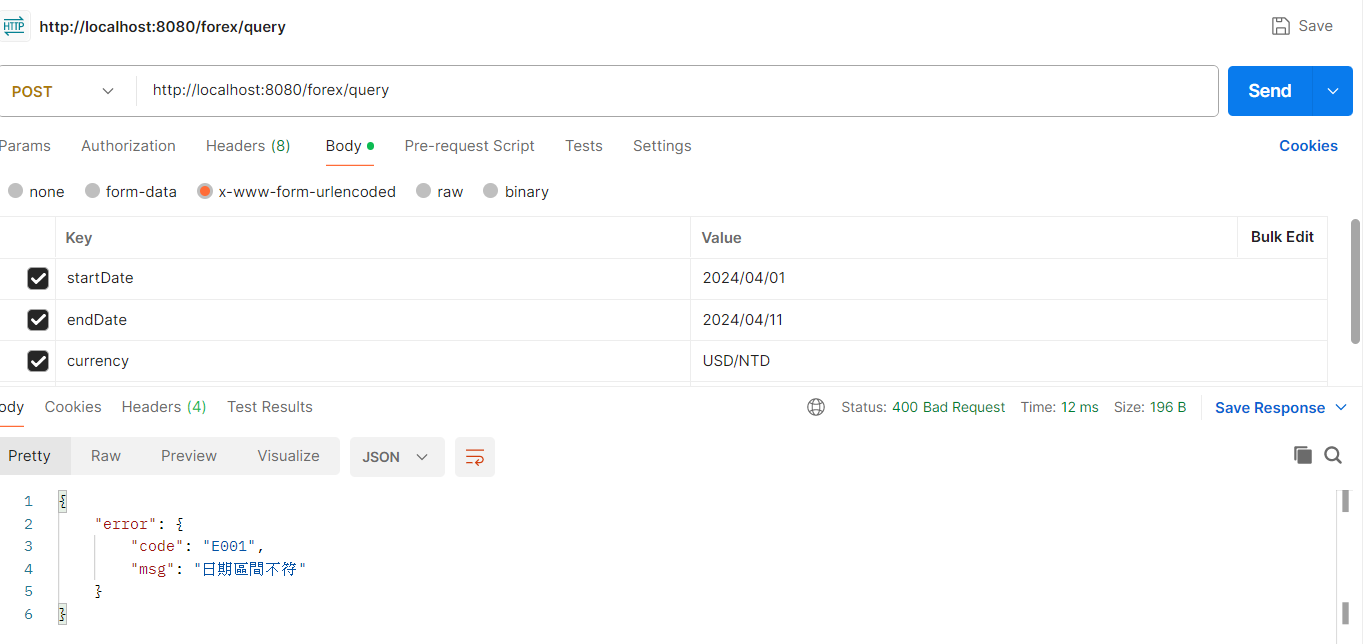 HTTP http://localhost:8080/forex/query Save
POST http://localhost:8080/forex/query Send
Params Authorization Headers (8) Body Pre-request Script Tests Settings Cookies
none form-data x-www-form-urlencoded raw binary
Key Value Bulk Edit
startDate 2024/04/01
endDate 2024/04/11
currency USD/NTD
ody Cookies Headers (4) Test Results Status: 400 Bad Request Time: 12 ms Size: 196 B Save Response
Pretty Raw Preview Visualize JSON
1 {
2 "error": {
3 "code": "E001",
4 "msg": "日期區間不符"
5 }
6 }